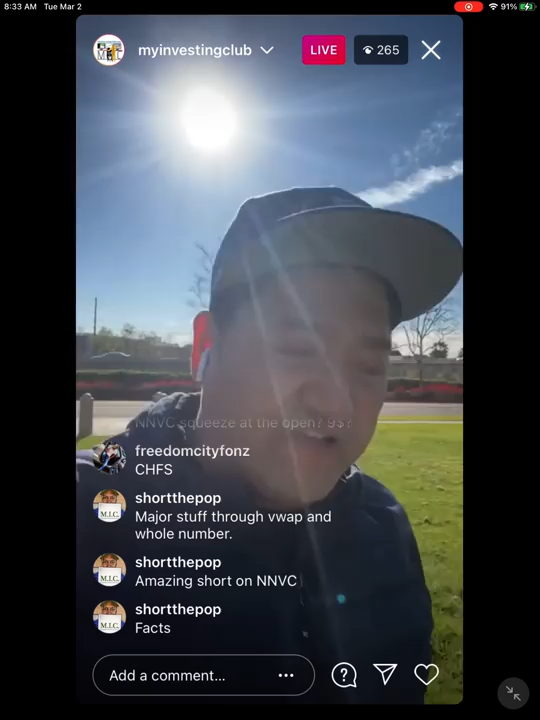 8:33 AM Tue Mar 2
91%
myinvestingclub
LIVE
265
NNVC squeeze at the open? 9$?
freedomcityfonz
CHFS
shortthepop
Major stuff through vwap and
whole number.
shortthepop
Amazing short on NNVC
shortthepop
Facts
M.I.C.
M.I.C.
M.I.C.
Add a comment...